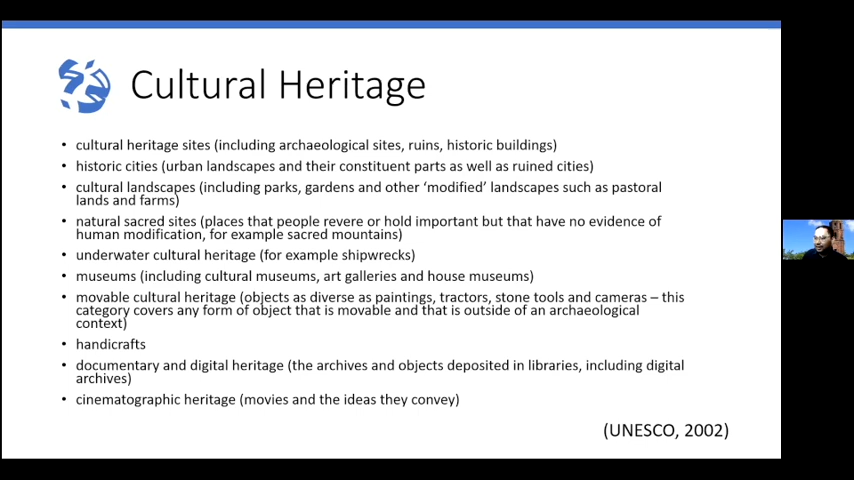 Cultural Heritage
• cultural heritage sites (including archaeological sites, ruins, historic buildings)
• historic cities (urban landscapes and their constituent parts as well as ruined cities)
• cultural landscapes (including parks, gardens and other ‘modified’ landscapes such as pastoral
lands and farms)
• natural sacred sites (places that people revere or hold important but that have no evidence of
human modification, for example sacred mountains)
• underwater cultural heritage (for example shipwrecks)
• museums (including cultural museums, art galleries and house museums)
• movable cultural heritage (objects as diverse as paintings, tractors, stone tools and cameras – this
category covers any form of object that is movable and that is outside of an archaeological
context)
• handicrafts
• documentary and digital heritage (the archives and objects deposited in libraries, including digital
archives)
• cinematographic heritage (movies and the ideas they convey)
(UNESCO, 2002)